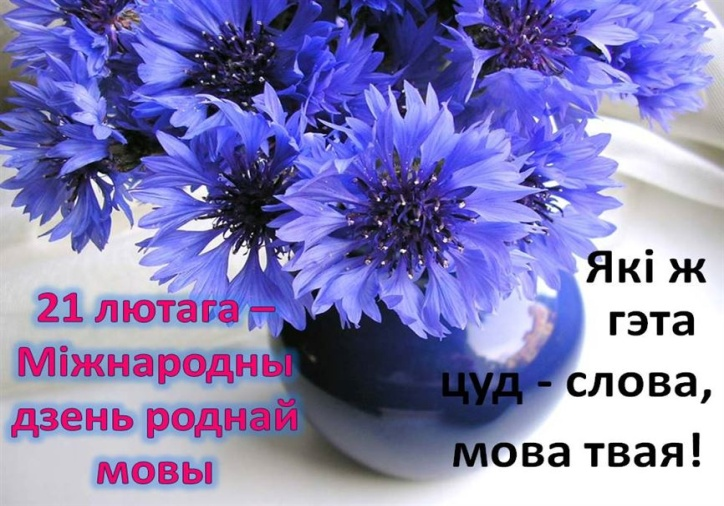 21 лютага –
Міжнародны
дзень роднай
мовы
Які ж
гэта
цуд - слова,
мова твая!